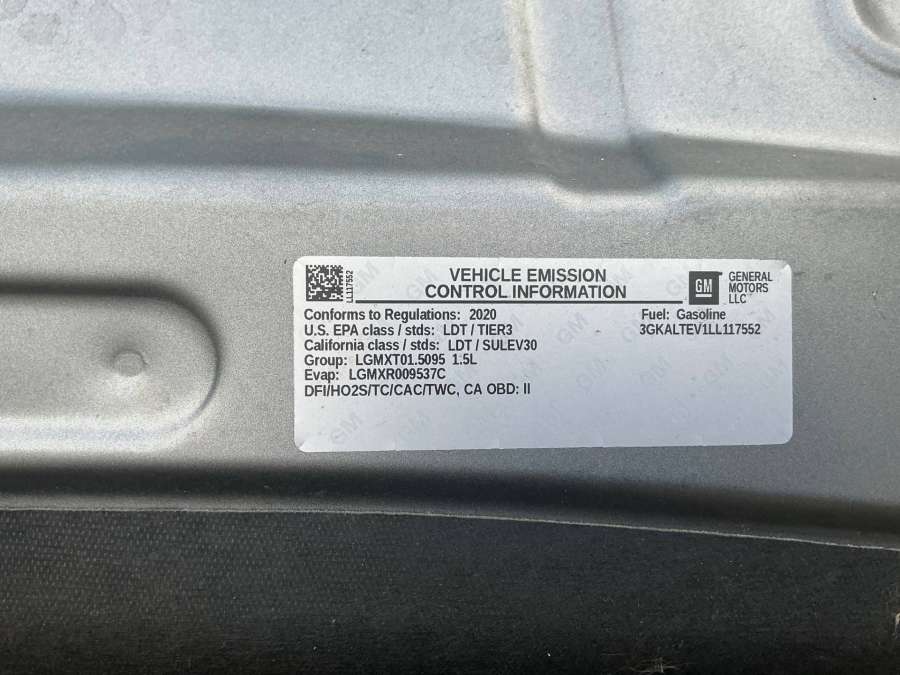 LL117552
VEHICLE EMISSION
CONTROL INFORMATION
GM
GENERAL
MOTORS
LLC
Conforms to Regulations: 2020
Fuel: Gasoline
U.S. EPA class / stds: LDT / TIER3
3GKALTEV1LL117552
California class / stds: LDT / SULEV30
Group: LGMXT01.5095 1.5L
Evap: LGMXR009537C
DFI/HO2S/TC/CAC/TWC, CA OBD: II